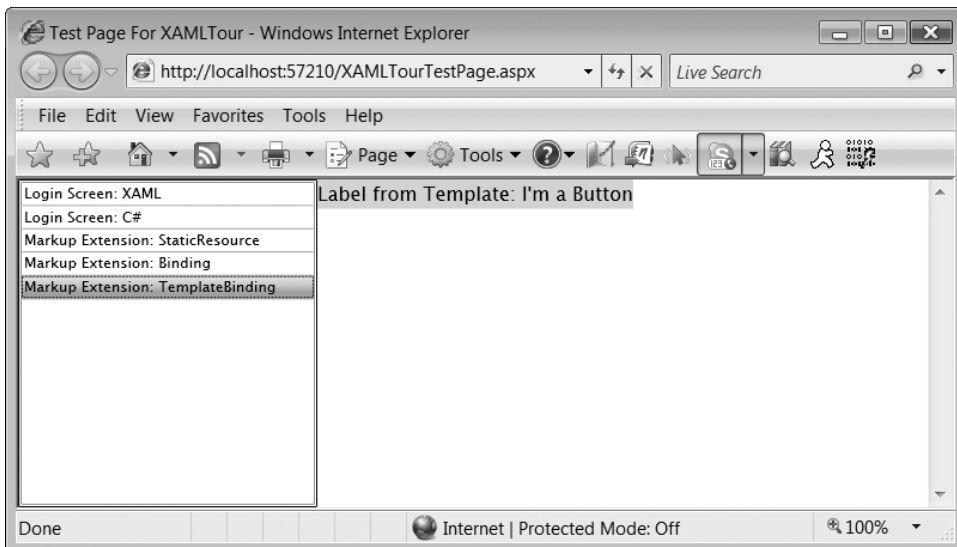 Test Page For XAMLTour - Windows Internet Explorer
http://localhost:57210/XAMLTourTestPage.aspx Live Search
File Edit View Favorites Tools Help
Page Tools
Login Screen: XAML
Login Screen: C#
Markup Extension: StaticResource
Markup Extension: Binding
Markup Extension: TemplateBinding
Label from Template: I'm a Button
Done Internet | Protected Mode: Off 100%